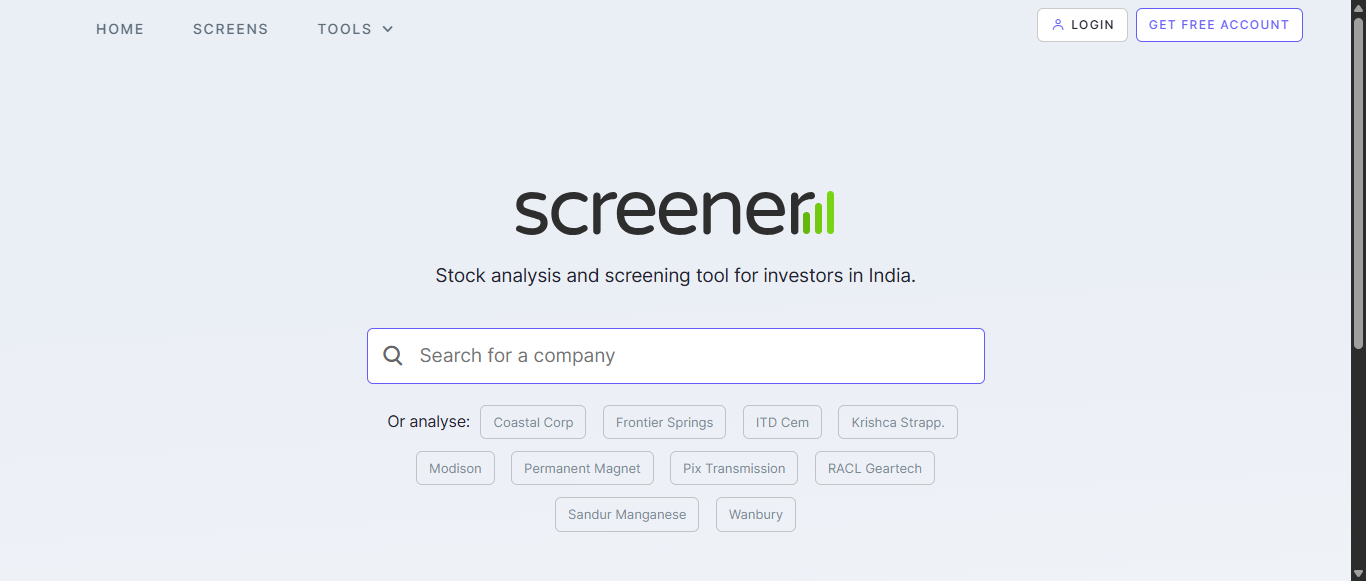 HOME SCREENS TOOLS LOGIN GET FREE ACCOUNT
screener
Stock analysis and screening tool for investors in India.
Search for a company
Or analyse: Coastal Corp Frontier Springs ITD Cem Krishca Strapp.
Modison Permanent Magnet Pix Transmission RACL Geartech
Sandur Manganese Wanbury